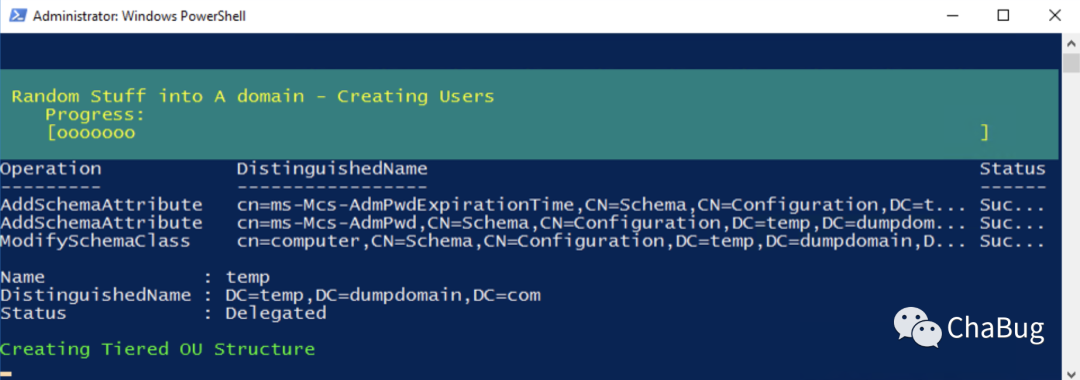 Administrator: Windows PowerShell
Random Stuff into A domain - Creating Users
Progress:
[ooooooo ]
Operation DistinguishedName Status
--------- ----------------- ------
AddSchemaAttribute cn=ms-Mcs-AdmPwdExpirationTime,CN=Schema,CN=Configuration,DC=t... Suc...
AddSchemaAttribute cn=ms-Mcs-AdmPwd,CN=Schema,CN=Configuration,DC=temp,DC=dumpdom... Suc...
ModifySchemaClass cn=computer,CN=Schema,CN=Configuration,DC=temp,DC=dumpdomain,D... Suc...
Name : temp
DistinguishedName : DC=temp,DC=dumpdomain,DC=com
Status : Delegated
ChaBug
Creating Tiered OU Structure